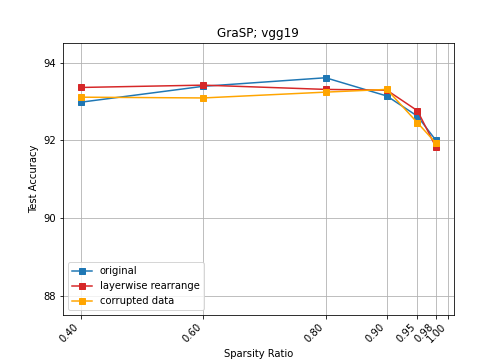 GraSP; vgg19
Test Accuracy
94
92
90
88
original
layerwise rearrange
corrupted data
0.40
0.60
0.80
0.90
0.95
0.98
1.00
Sparsity Ratio